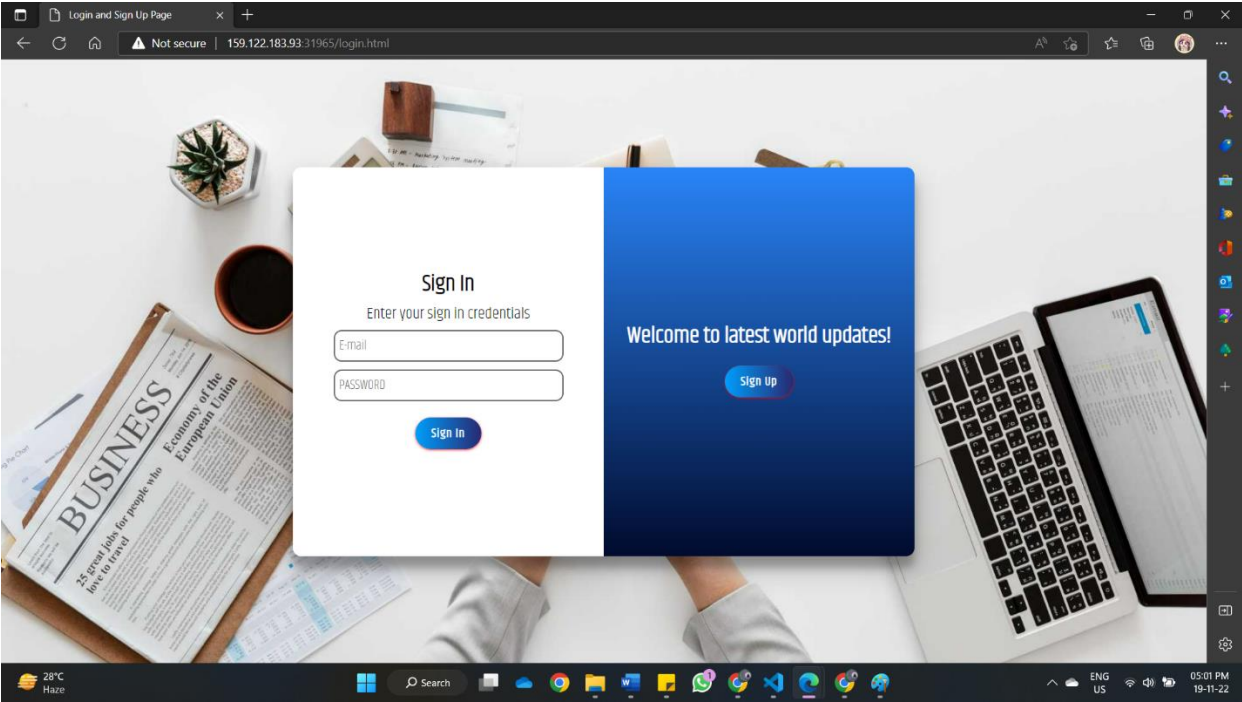 Login and Sign Up Page
Not secure | 159.122.183.93:31965/login.html
BUSINESS
Economy of the
European Union
25 great jobs for people who
love to travel
Sign In
Enter your sign in credentials
E-mail
PASSWORD
Sign In
Welcome to latest world updates!
Sign Up
28°C
Haze
Search
ENG
US
05:01 PM
19-11-22